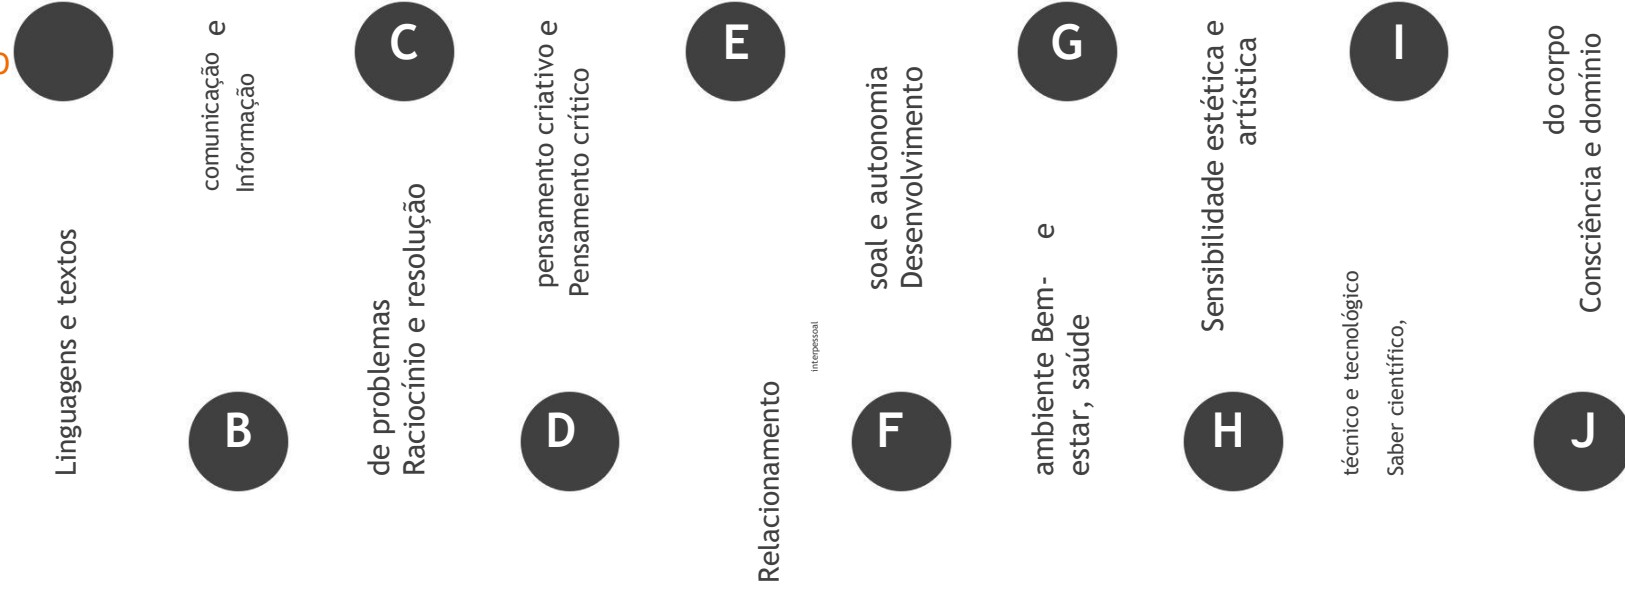 o
Linguagens e textos
comunicação e
Informação
B
C
de problemas
Raciocínio e resolução
pensamento criativo e
Pensamento crítico
D
E
Relacionamento
interpessoal
soal e autonomia
Desenvolvimento
F
G
ambiente Bem- e
estar, saúde
Sensibilidade estética e
artística
H
I
técnico e tecnológico
Saber científico,
do corpo
Consciência e domínio
J